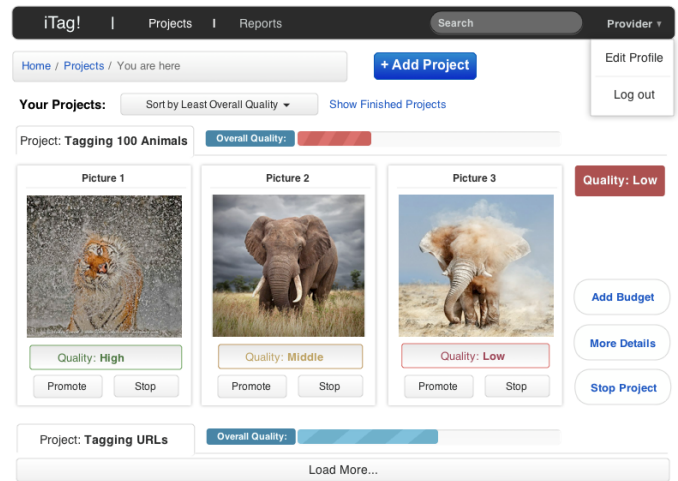 iTag! | Projects | Reports Search Provider ▾
Edit Profile
Log out
Home / Projects / You are here
+ Add Project
Your Projects: Sort by Least Overall Quality ▾ Show Finished Projects
Project: Tagging 100 Animals Overall Quality:
Picture 1 Picture 2 Picture 3
Quality: Low
Quality: High Quality: Middle Quality: Low
Promote Stop Promote Stop Promote Stop
Add Budget
More Details
Stop Project
Project: Tagging URLs Overall Quality:
Load More...